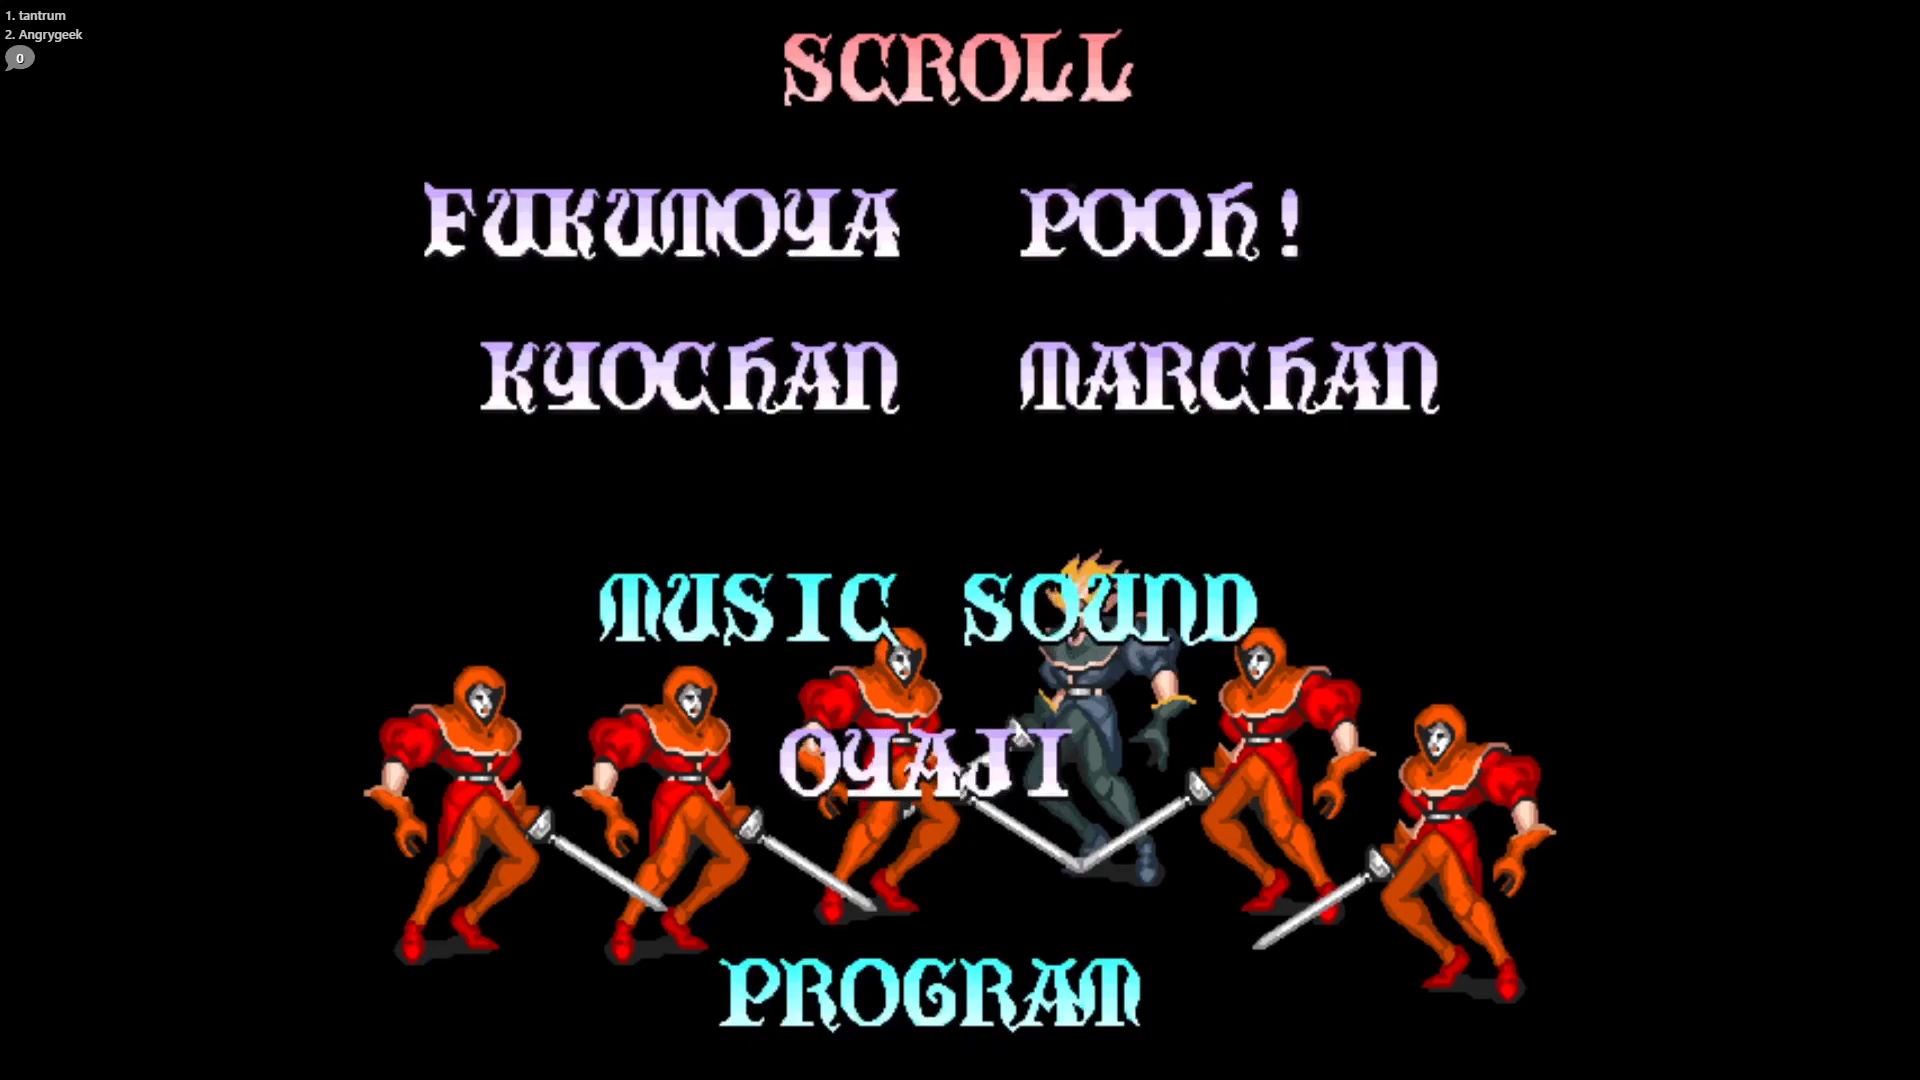 1. tantrum
2. Angrygeek
0
SCROLL
FUKUMOYA POOH!
KYOCHAN MARCHAN
MUSIC SOUND
OYAJI
PROGRAM